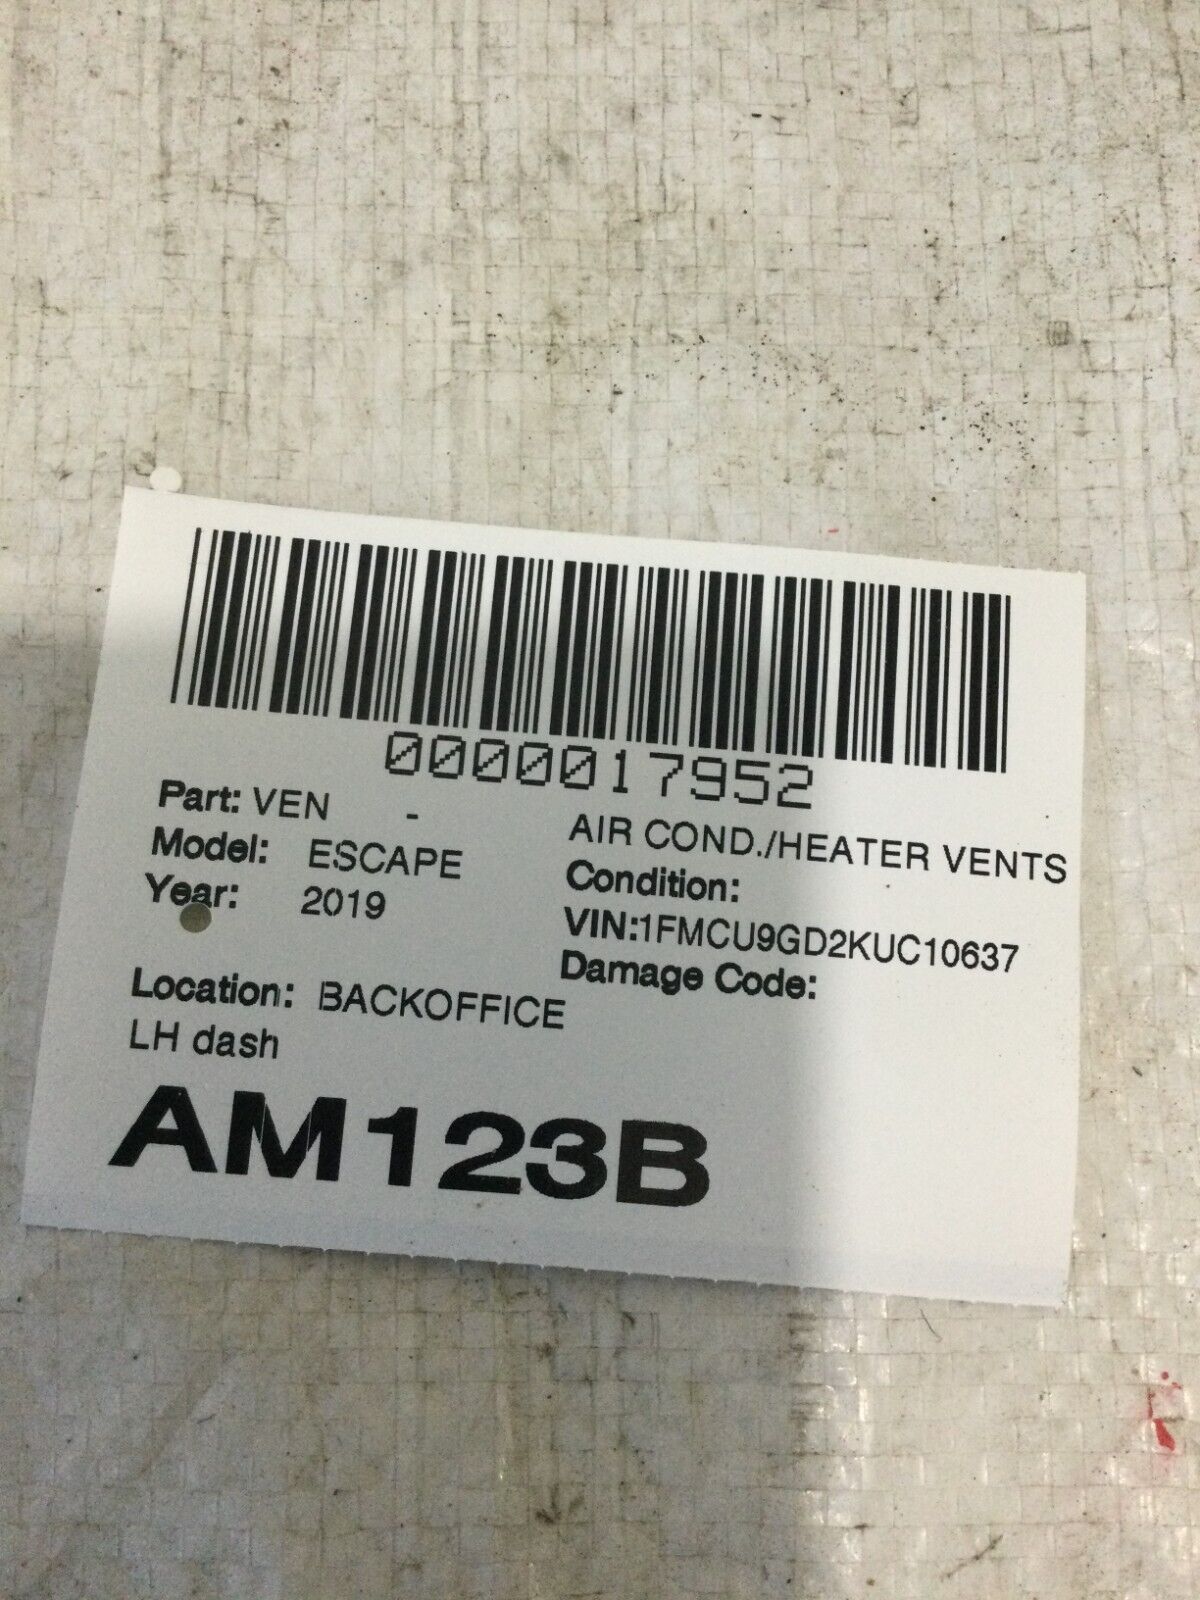 0000017952
Part: VEN - AIR COND./HEATER VENTS
Model: ESCAPE Condition:
Year: 2019 VIN:1FMCU9GD2KUC10637
Damage Code:
Location: BACKOFFICE
LH dash
AM123B